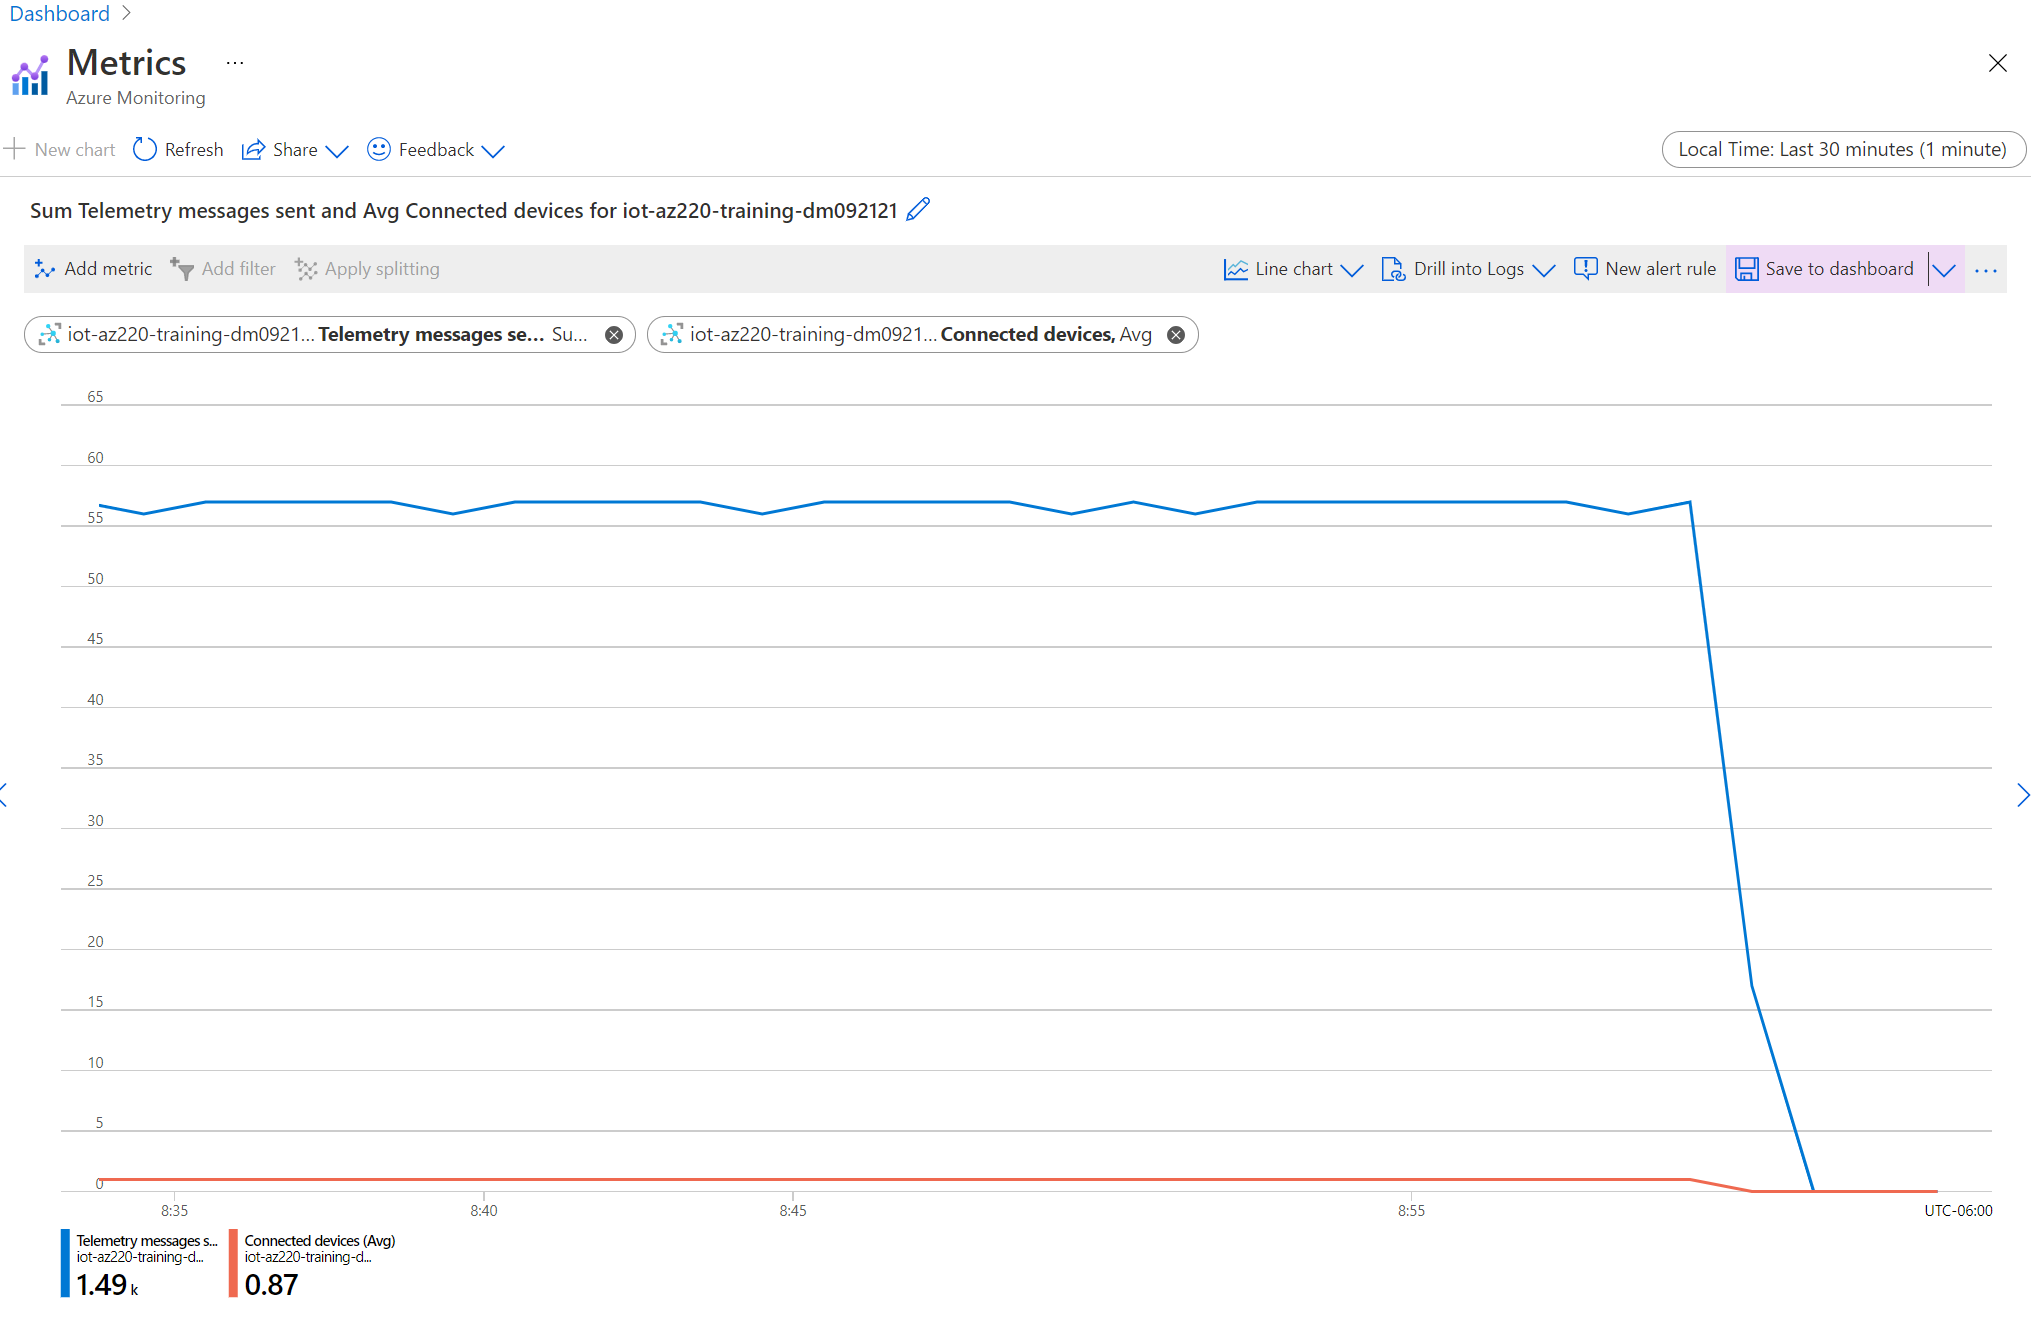 Dashboard
Metrics ...
Azure Monitoring
New chart Refresh Share Feedback Local Time: Last 30 minutes (1 minute)
Sum Telemetry messages sent and Avg Connected devices for iot-az220-training-dm092121
Add metric Add filter Apply splitting Line chart Drill into Logs New alert rule Save to dashboard ...
iot-az220-training-dm0921... Telemetry messages se... Su... iot-az220-training-dm0921... Connected devices, Avg
65
60
55
50
45
40
35
30
25
20
15
10
5
0
8:35 8:40 8:45 8:55 UTC-06:00
Telemetry messages s... Connected devices (Avg)
iot-az220-training-d... iot-az220-training-d...
1.49 k 0.87